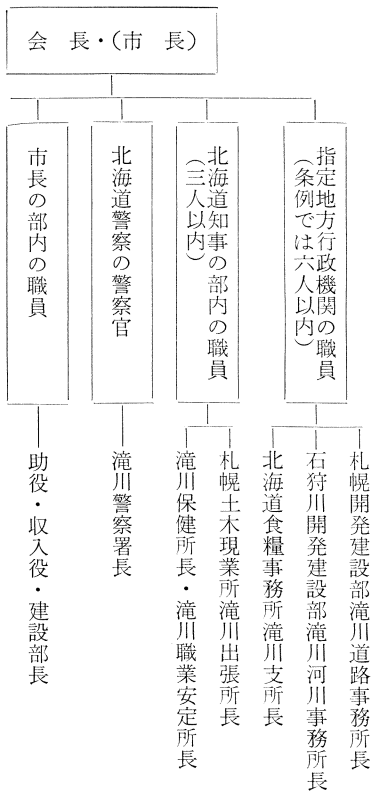 会長・(市長)
指定地方行政機関の職員
(条例では六人以内)
北海道知事の部内の職員
(三人以内)
北海道警察の警察官
市長の部内の職員
札幌開発建設部滝川道路事務所長
石狩川開発建設部滝川河川事務所長
北海道食糧事務所滝川支所長
札幌土木現業所滝川出張所長
滝川保健所長・滝川職業安定所長
滝川警察署長
助役・収入役・建設部長